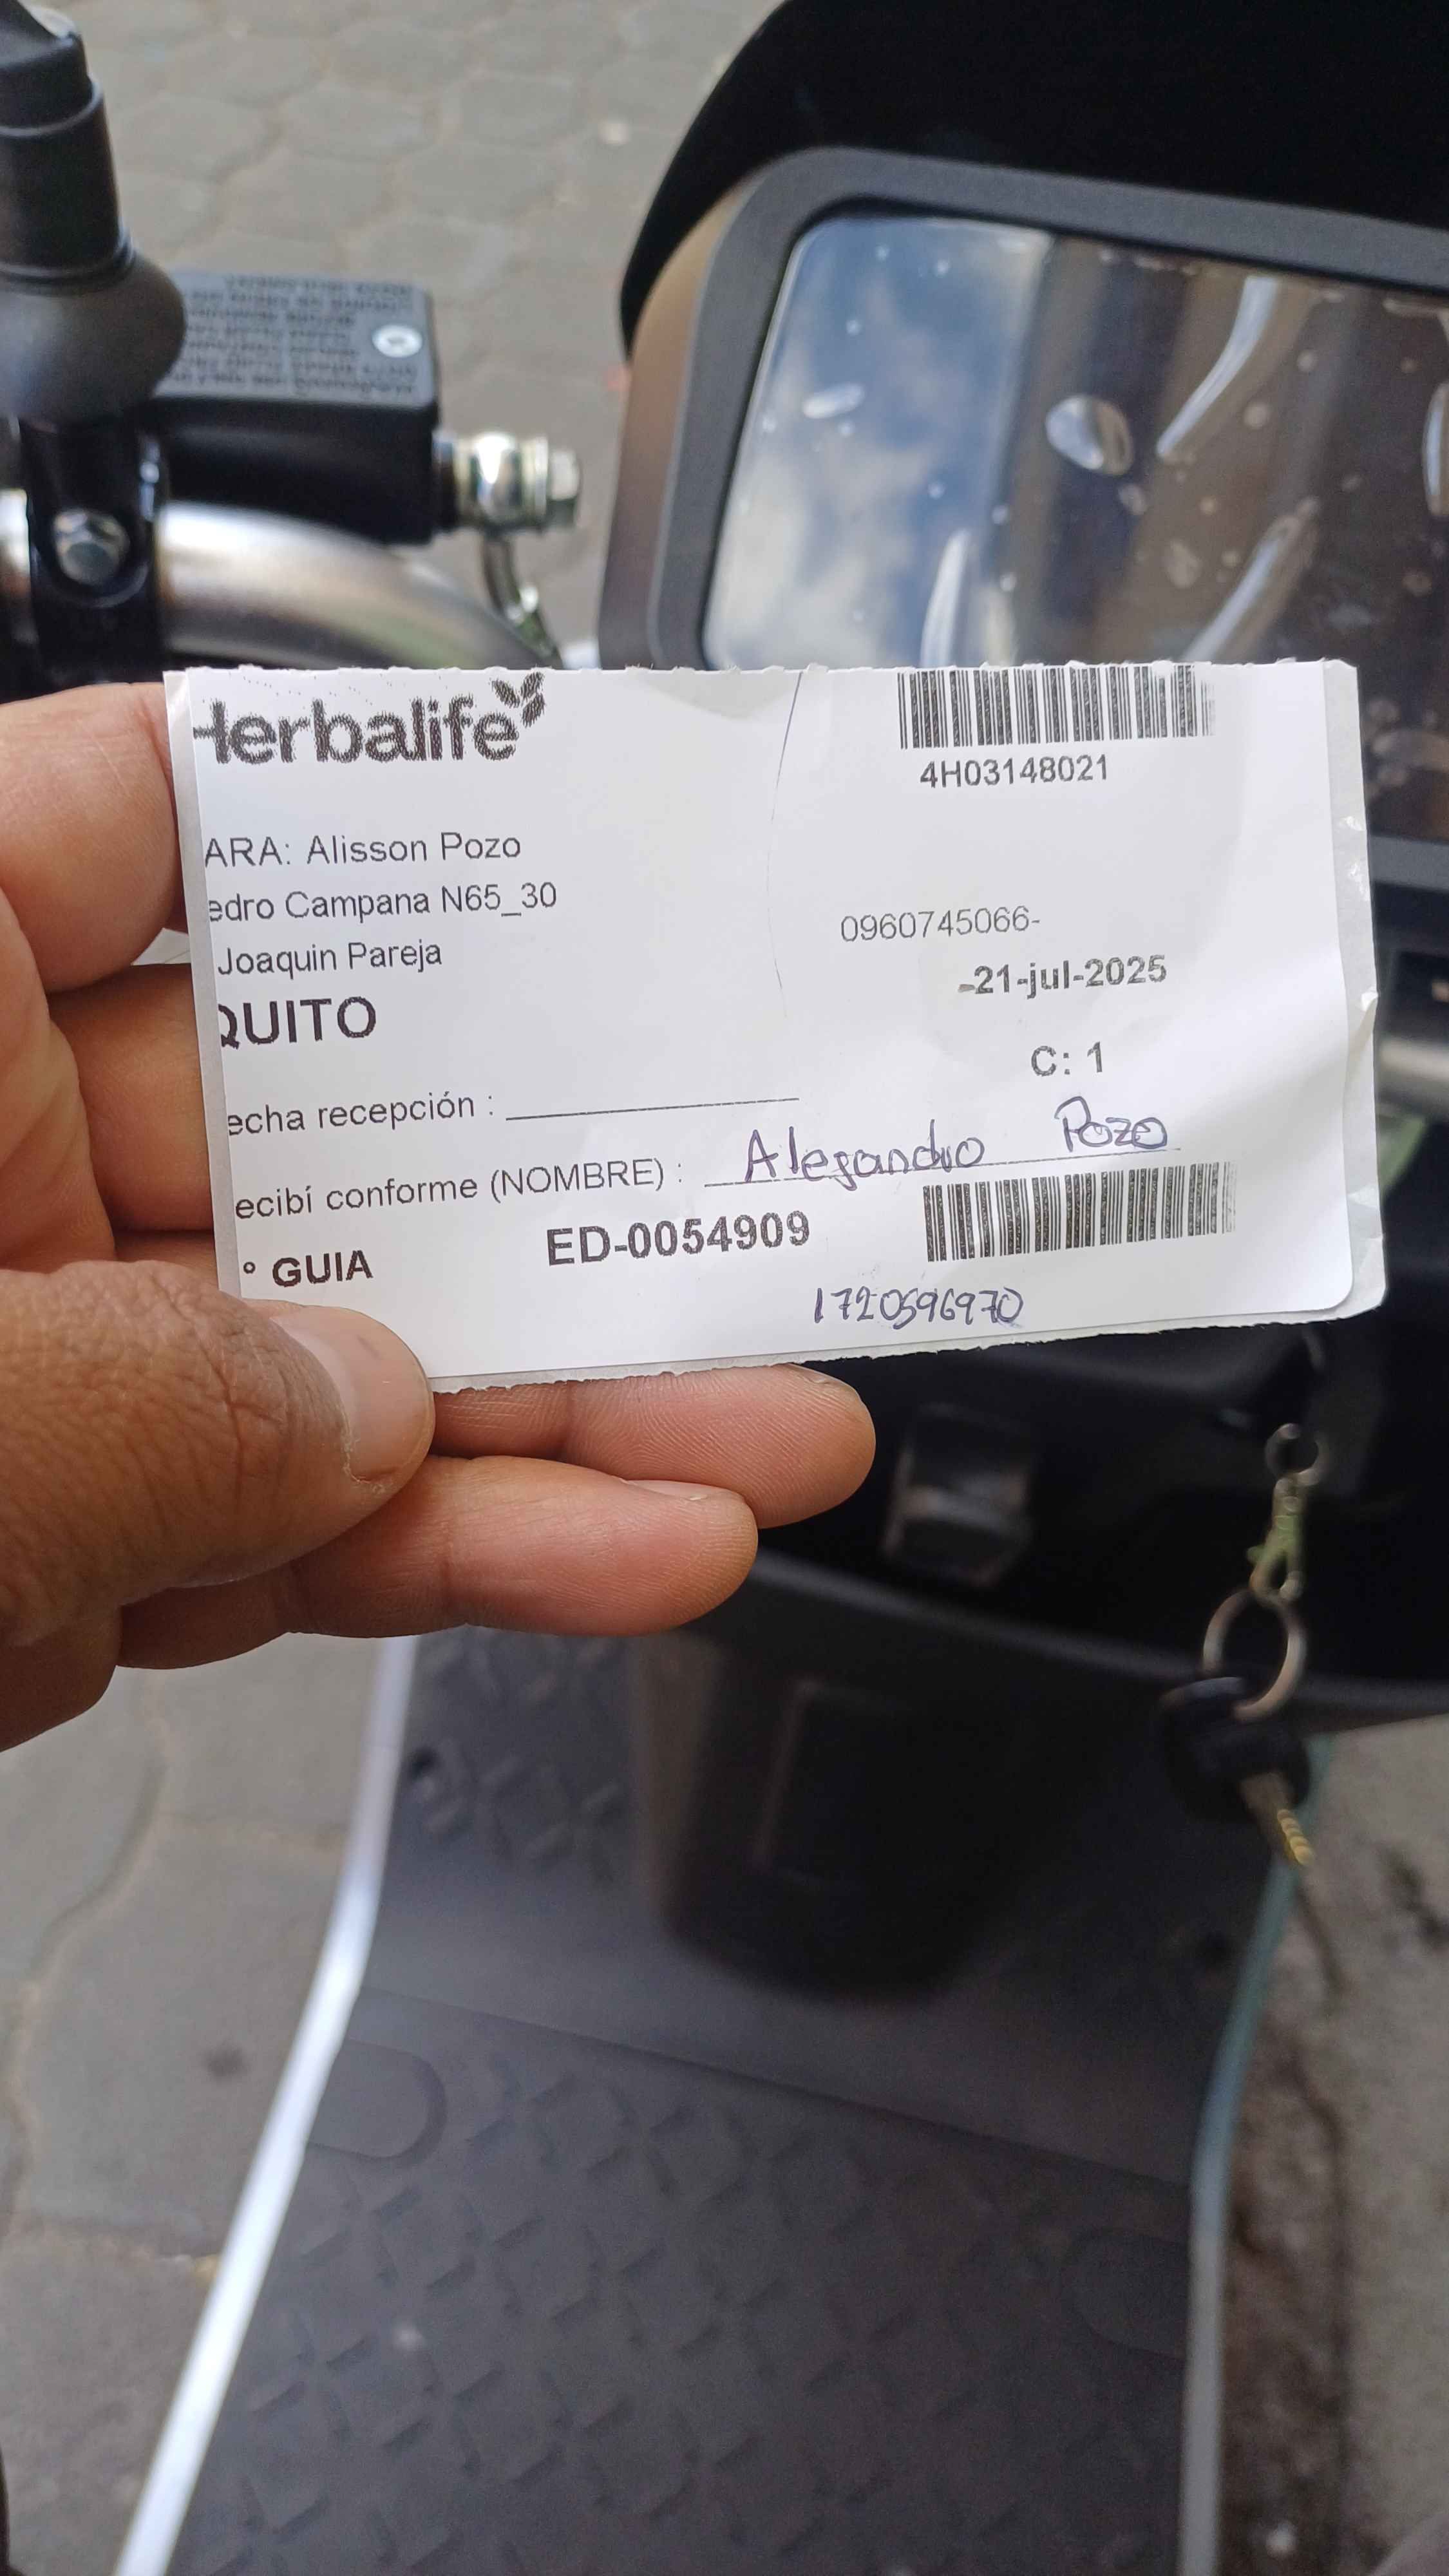 Herbalife
4H03148021
ARA: Alisson Pozo
edro Campana N65_30
Joaquin Pareja
0960745066-
-21-jul-2025
QUITO
C: 1
echa recepción :
ecibí conforme (NOMBRE) : Alejandro Pozo
° GUIA ED-0054909
1720596970